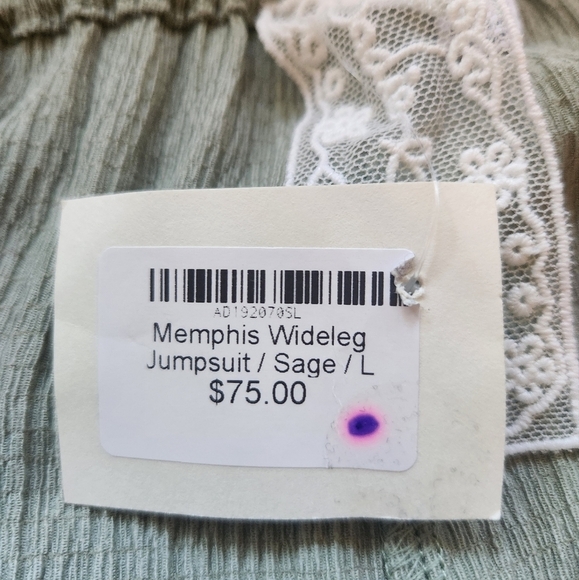 AD192070SL
Memphis Wideleg
Jumpsuit / Sage / L
$75.00